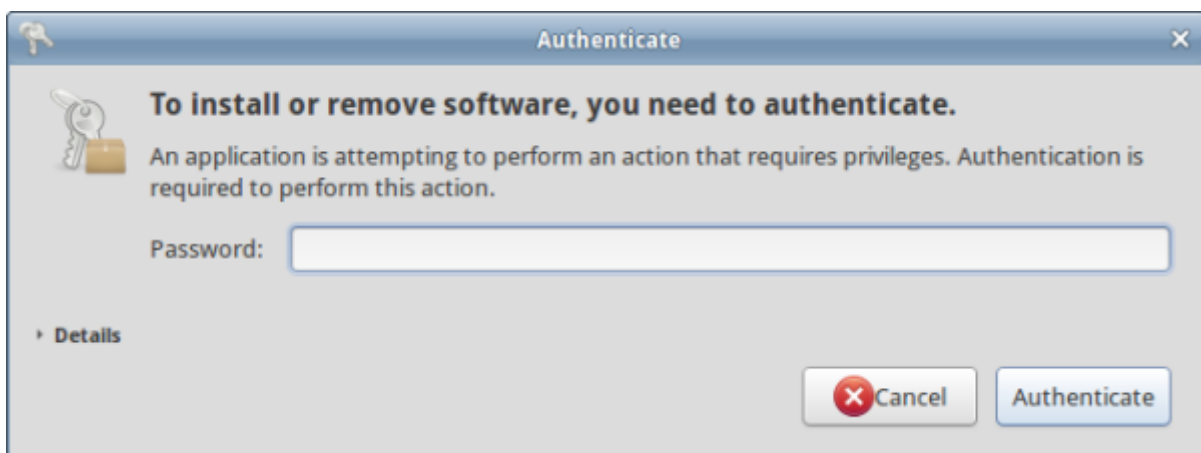 Authenticate
To install or remove software, you need to authenticate.
An application is attempting to perform an action that requires privileges. Authentication is
required to perform this action.
Password:
Details
Cancel
Authenticate